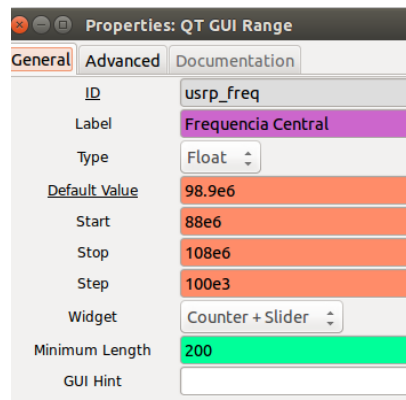 Properties: QT GUI Range
General Advanced Documentation
ID usrp_freq
Label Frequencia Central
Type Float
Default Value 98.9e6
Start 88e6
Stop 108e6
Step 100e3
Widget Counter + Slider
Minimum Length 200
GUI Hint